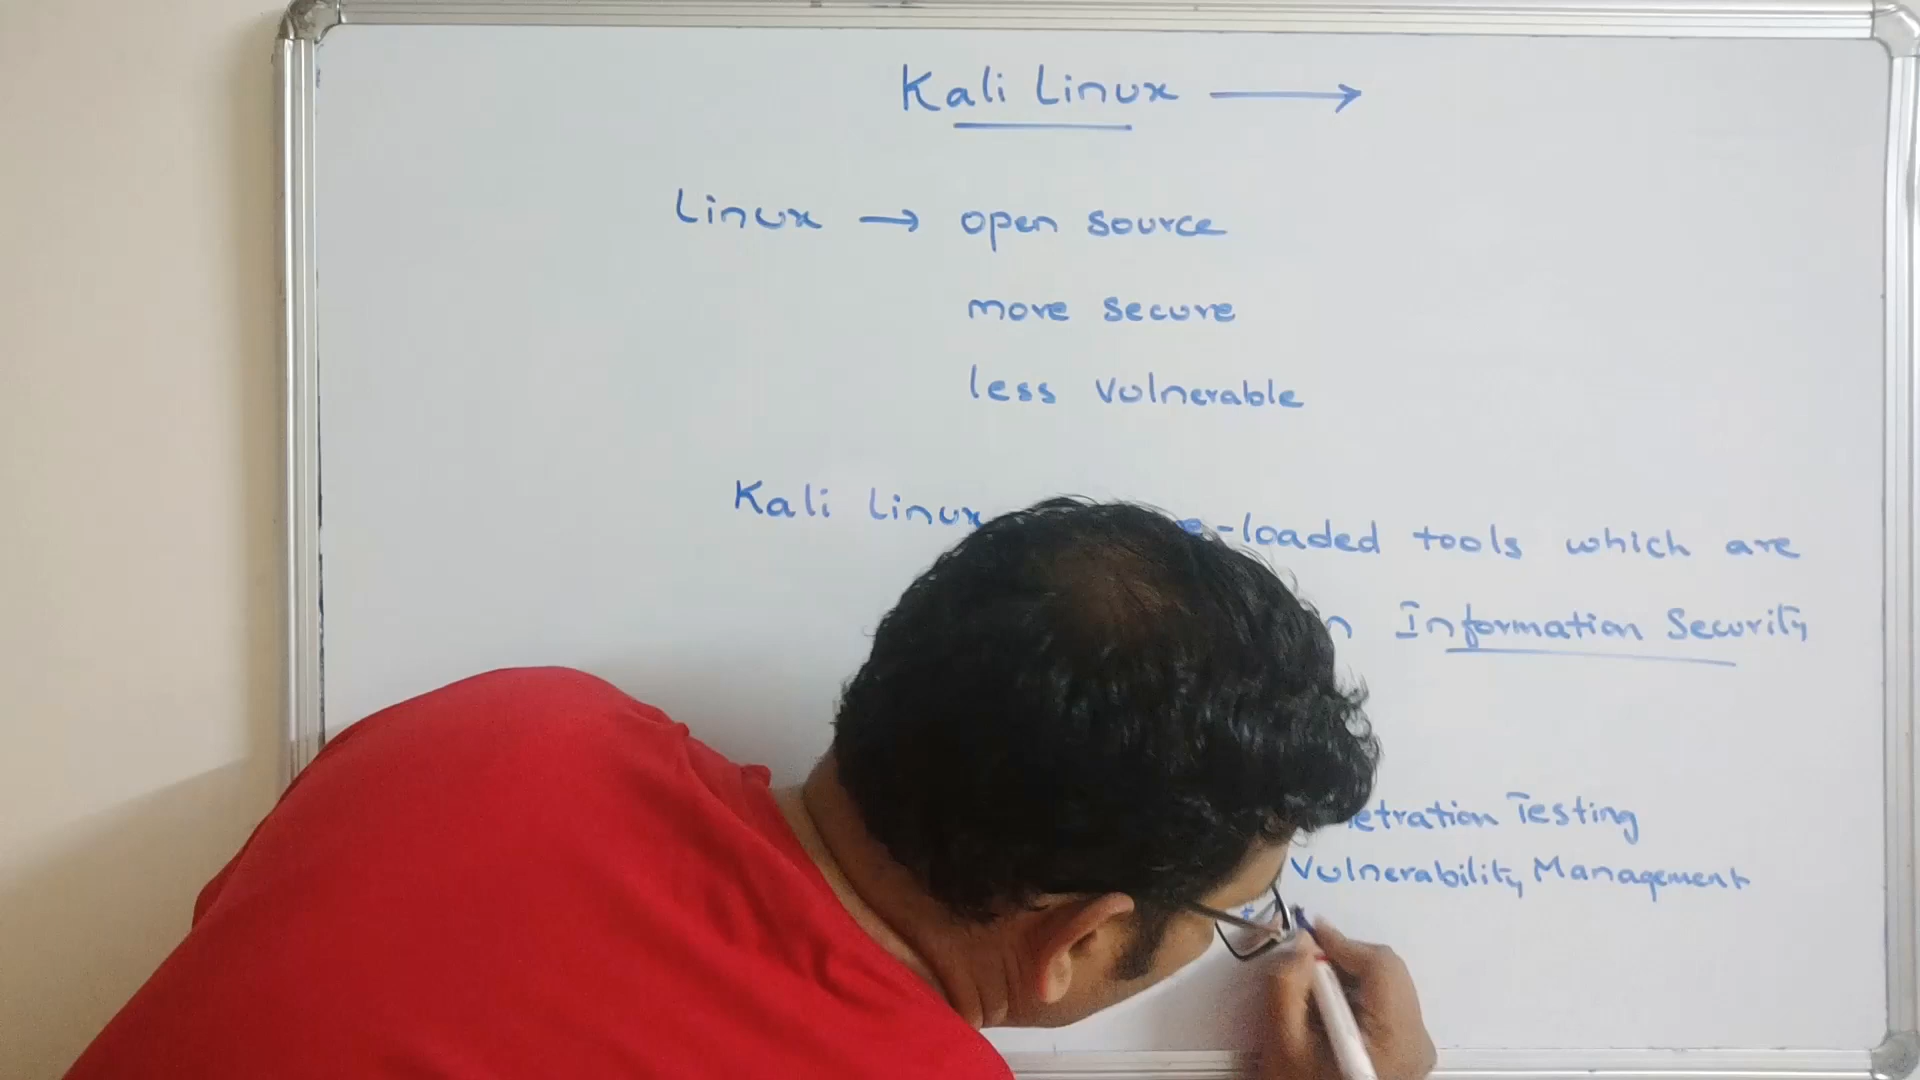 Kali Linux →
Linux → open source
more secure
less vulnerable
Kali Linux -loaded tools which are
Information Security
Testing
Vulnerability Management